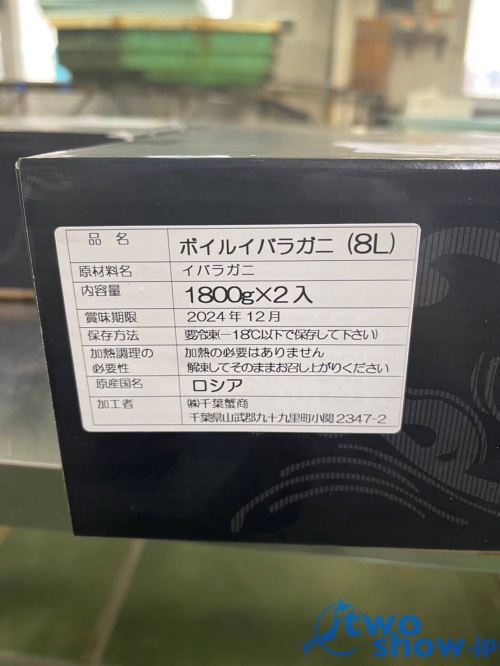 品名 ボイルイバラガニ (8L)
原材料名 イバラガニ
内容量 1800g×2入
賞味期限 2024年12月
保存方法 要冷凍(−18℃以下で保存して下さい)
加熱調理の 加熱の必要はありません
必要性 解凍してそのままお召し上がりください
原産国名 ロシア
加工者 ㈱千葉蟹商
千葉県山武郡九十九里町小関2347-2
two
show.jp